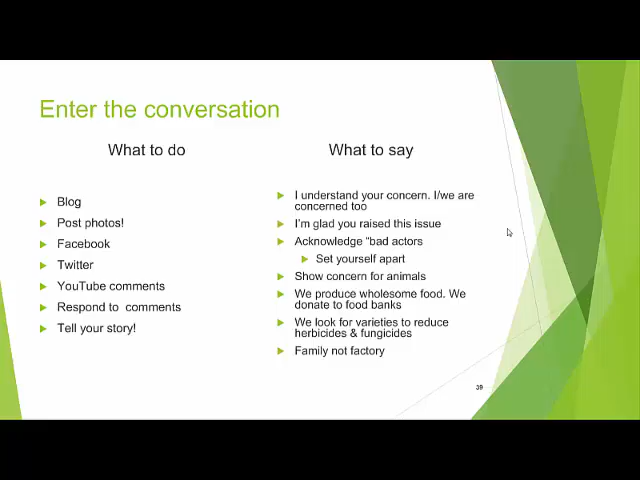 Enter the conversation
What to do
Blog
Post photos!
Facebook
Twitter
YouTube comments
Respond to  comments
Tell your story!
What to say
I understand your concern. I/we are
concerned too
I'm glad you raised this issue
Acknowledge "bad actors
Set yourself apart
Show concern for animals
We produce wholesome food. We
donate to food banks
We look for varieties to reduce
herbicides & fungicides
Family not factory
39